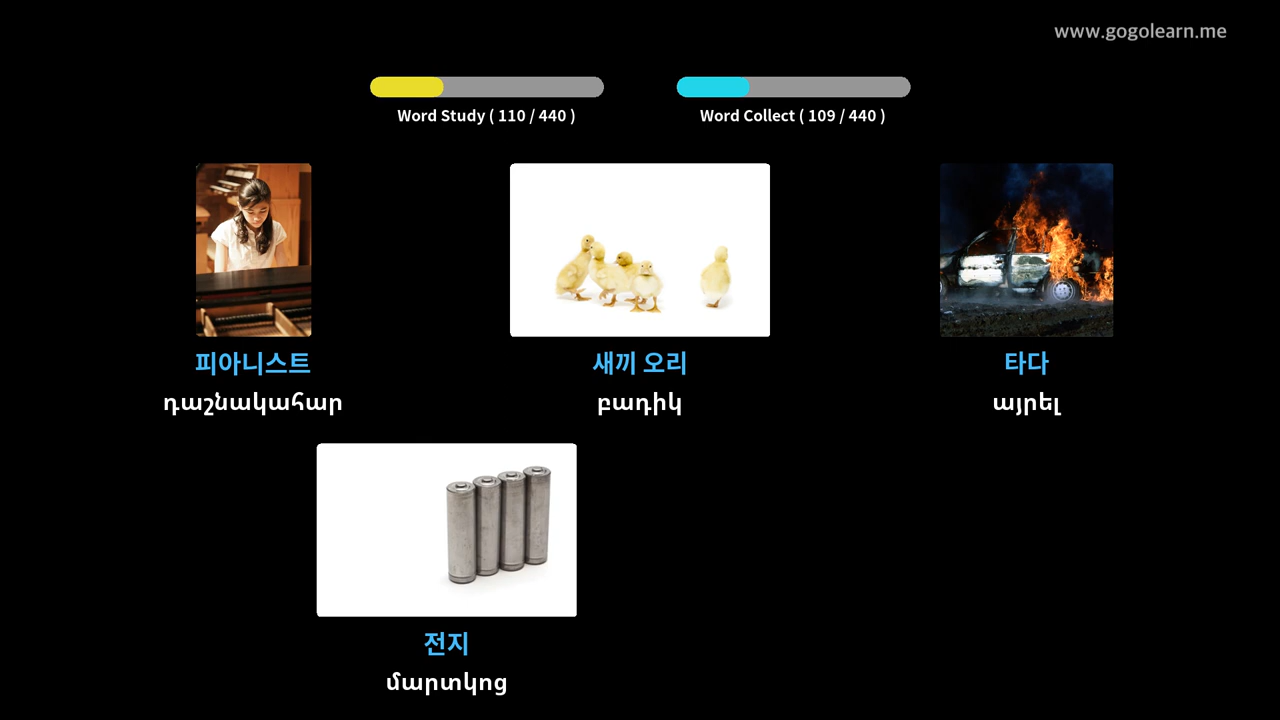 www.gogolearn.me
Word Study ( 110 / 440 )
Word Collect ( 109 / 440 )
피아니스트
դաշնակահար
새끼 오리
բադիկ
타다
այրել
전지
մարտկոց